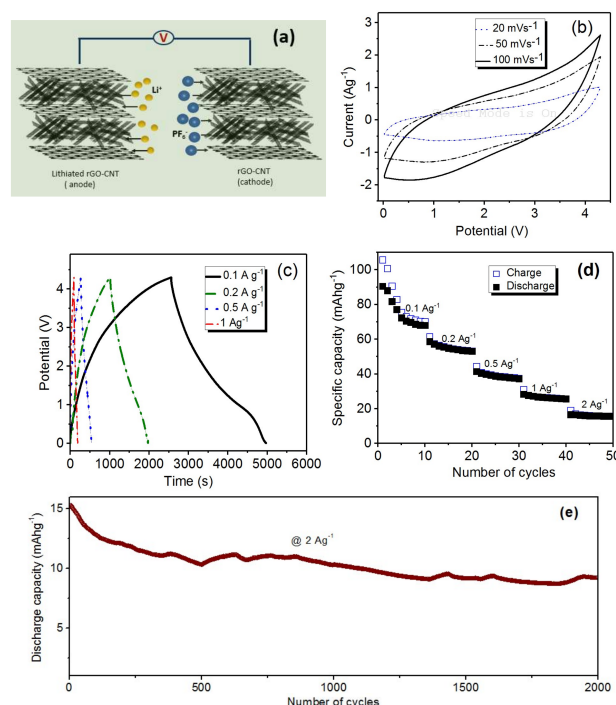 V
(a)
Li⁺
PF₆⁻
Lithiated rGO-CNT
( anode)
rGO-CNT
(cathode)
(b)
20 mVs⁻¹
50 mVs⁻¹
100 mVs⁻¹
3
2
1
0
-1
-2
Current (Ag⁻¹)
0 1 2 3 4
Potential (V)
(c)
0.1 A g⁻¹
0.2 A g⁻¹
0.5 A g⁻¹
1 Ag⁻¹
4
3
2
1
0
Potential (V)
0 1000 2000 3000 4000 5000 6000
Time (s)
(d)
Charge
Discharge
100
80
60
40
20
0
Specific capacity (mAhg⁻¹)
0.1 Ag⁻¹
0.2 Ag⁻¹
0.5 Ag⁻¹
1 Ag⁻¹
2 Ag⁻¹
0 10 20 30 40 50
Number of cycles
(e)
@ 2 Ag⁻¹
15
10
5
Discharge capacity (mAhg⁻¹)
0 500 1000 1500 2000
Number of cycles